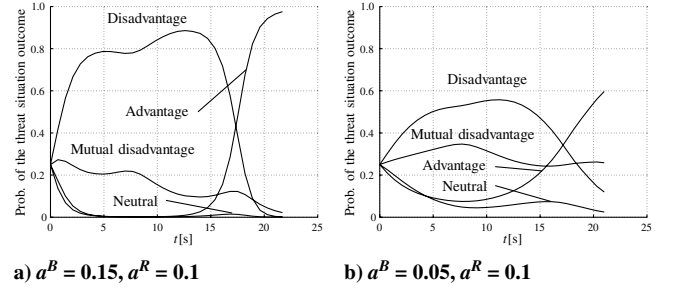 Prob. of the threat situation outcome
1.0
0.8
0.6
0.4
0.2
0
0
5
10
15
20
25
t[s]
Disadvantage
Advantage
Mutual disadvantage
Neutral
a) a^B = 0.15, a^R = 0.1
Prob. of the threat situation outcome
1.0
0.8
0.6
0.4
0.2
0
0
5
10
15
20
25
t[s]
Disadvantage
Mutual disadvantage
Advantage
Neutral
b) a^B = 0.05, a^R = 0.1